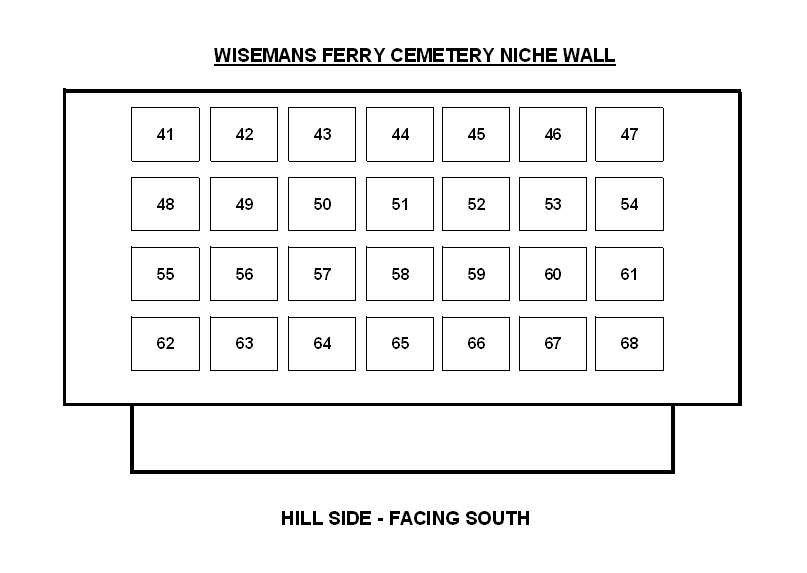 WISEMANS FERRY CEMETERY NICHE WALL
41 42 43 44 45 46 47
48 49 50 51 52 53 54
55 56 57 58 59 60 61
62 63 64 65 66 67 68
HILL SIDE - FACING SOUTH